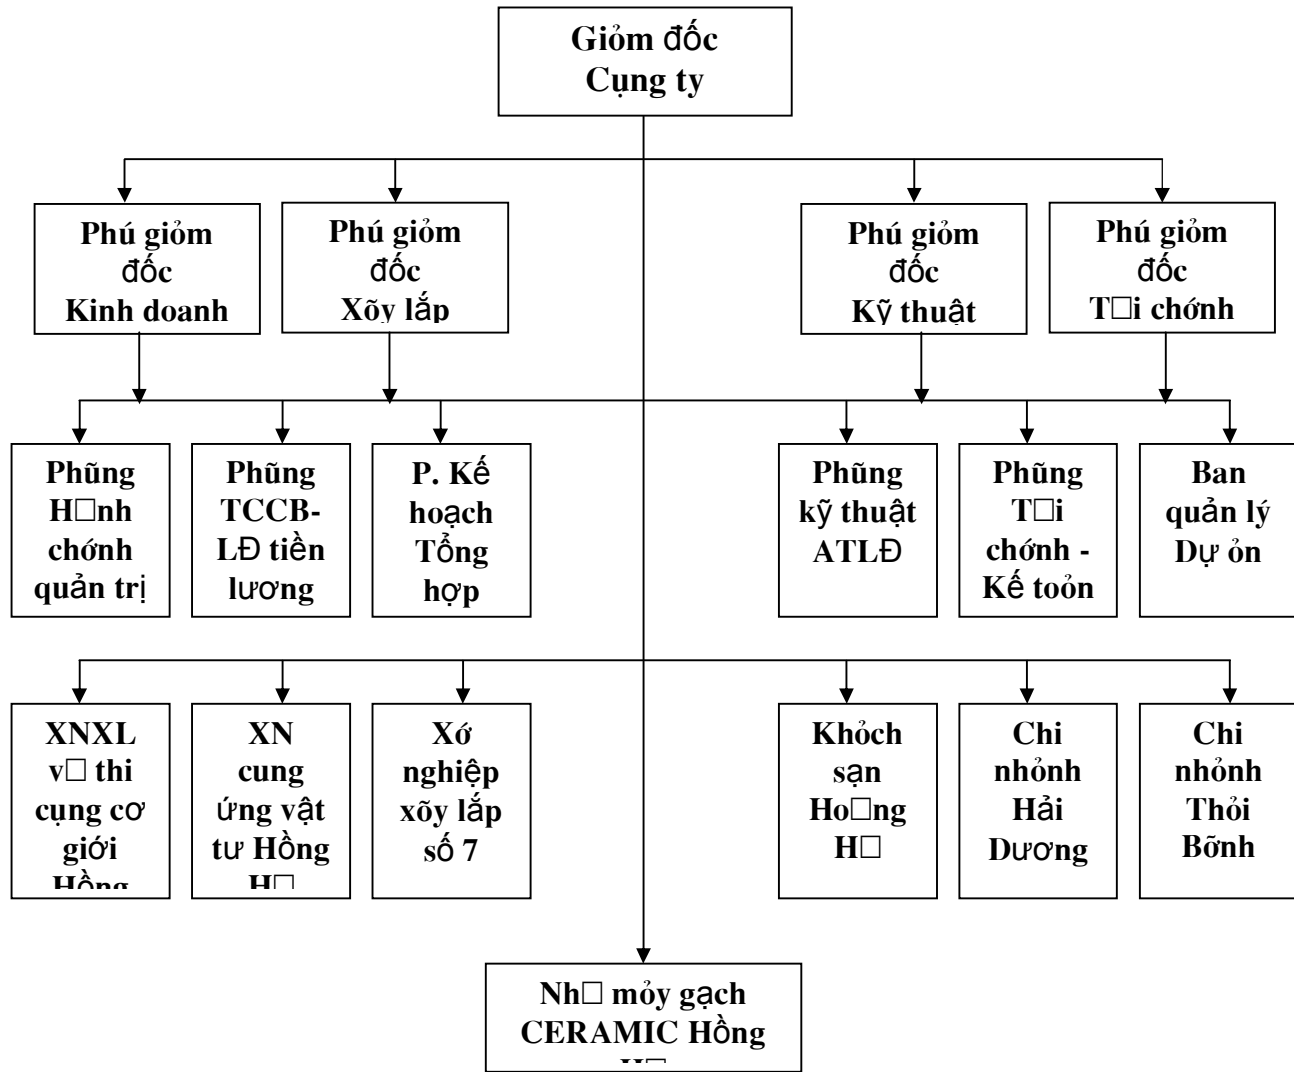 Giỏm đốc
Cụng ty
Phú giỏm
đốc
Kinh doanh
Phú giỏm
đốc
Xõy lắp
Phú giỏm
đốc
Kỹ thuật
Phú giỏm
đốc
T□i chớnh
Phũng
H□nh
chớnh
quản trị
Phũng
TCCB-
LĐ tiền
lương
P. Kế
hoạch
Tổng
hợp
Phũng
kỹ thuật
ATLĐ
Phũng
T□i
chớnh -
Kế toỏn
Ban
quản lý
Dự ỏn
XNXL
v□ thi
cụng cơ
giới
Hồng
XN
cung
ứng vật
tư Hồng
H□
Xớ
nghiệp
xõy lắp
số 7
Khỏch
sạn
Ho□ng
H□
Chi
nhỏnh
Hải
Dương
Chi
nhỏnh
Thỏi
Bỡnh
Nh□ mỏy gạch
CERAMIC Hồng
H□